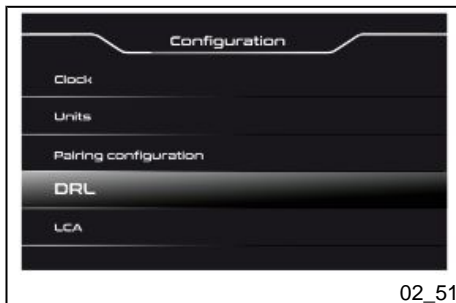 Configuration
Clock
Units
Pairing configuration
DRL
LCA
02_51